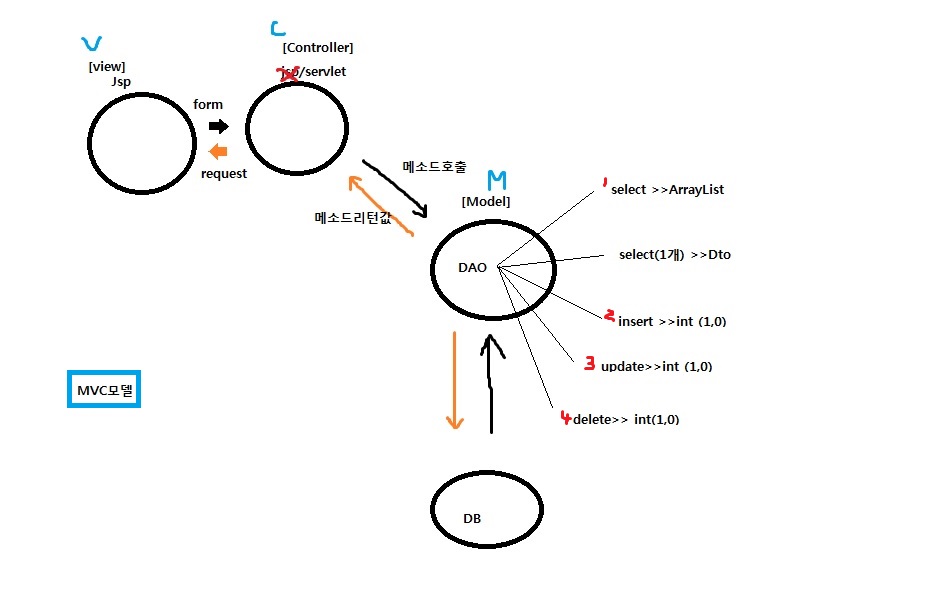 V
[view]
Jsp
C
[Controller]
jsp/servlet
form
request
메소드호출
메소드리턴값
M
[Model]
DAO
1 select >>ArrayList
select(1개) >>Dto
2 insert >>int (1,0)
3 update>>int (1,0)
4 delete>> int(1,0)
MVC모델
DB